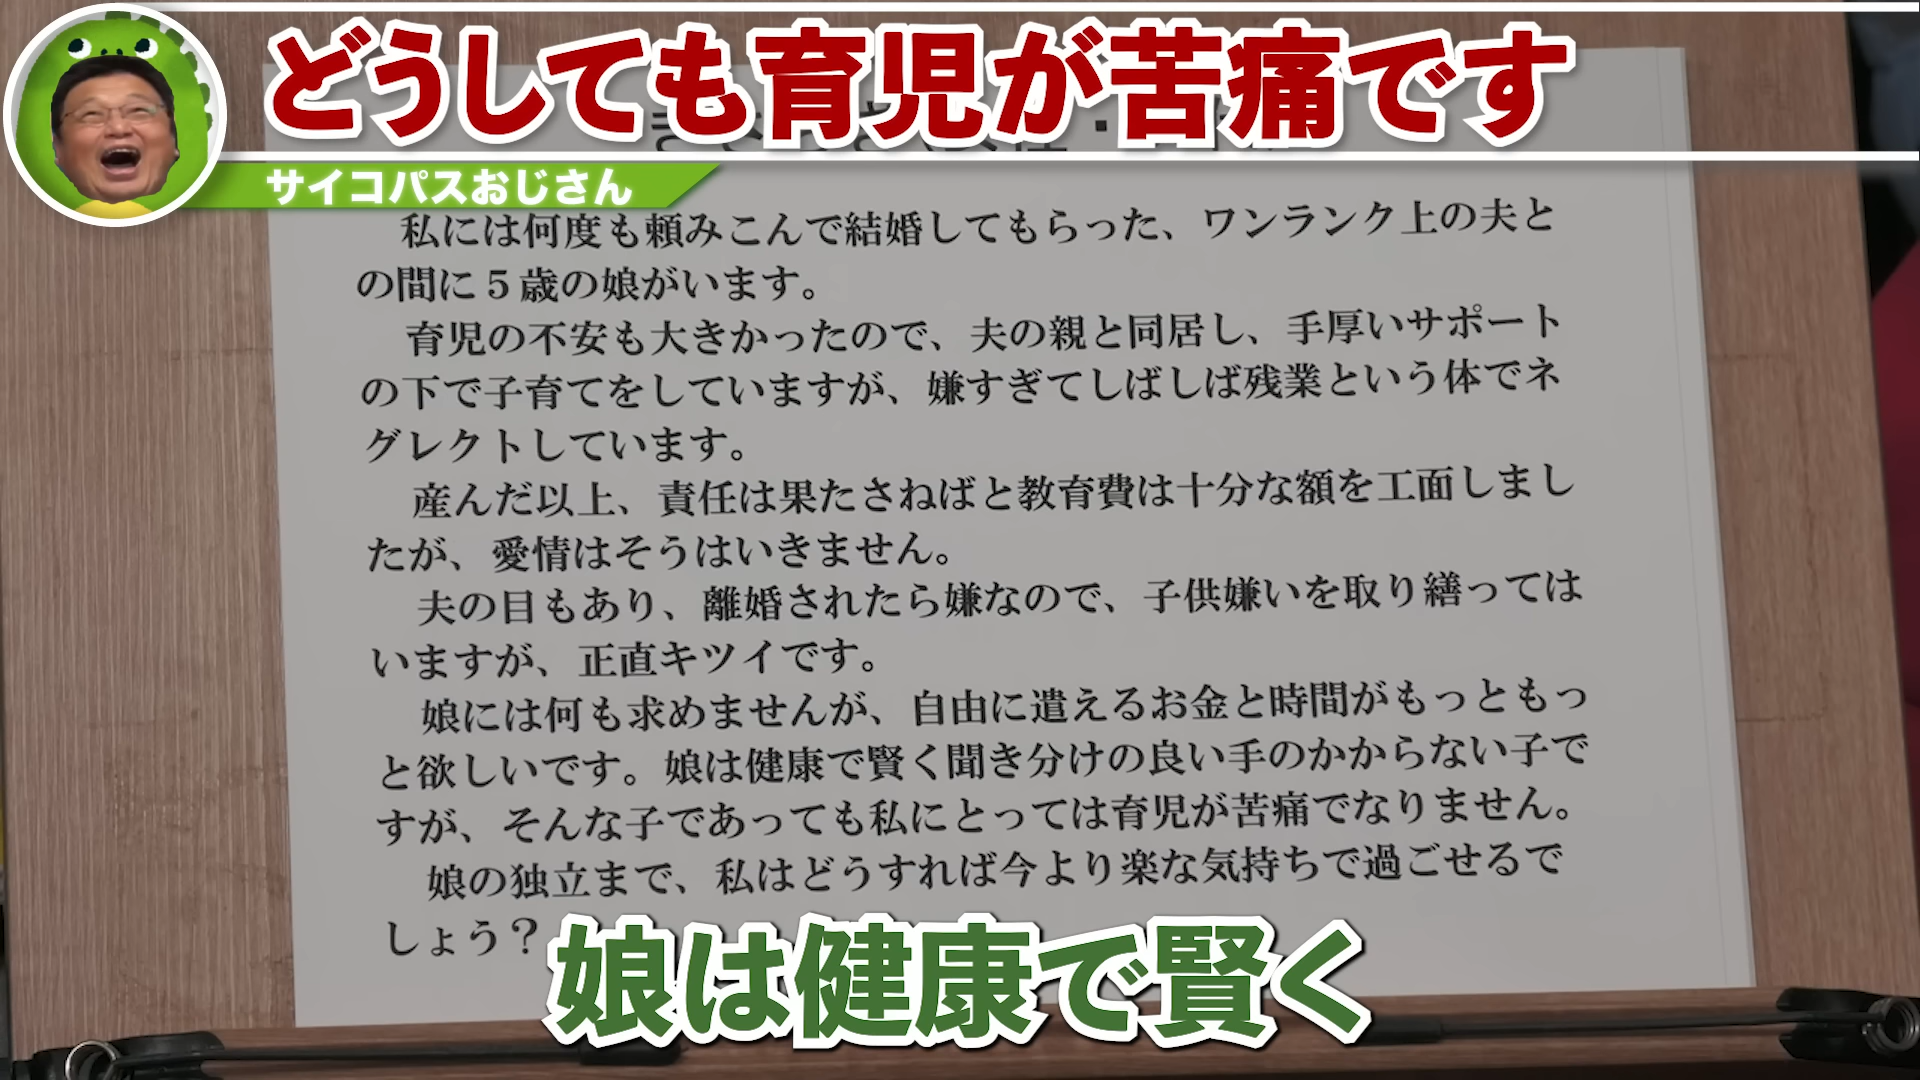 どうしても育児が苦痛です
サイコパスおじさん
私には何度も頼みこんで結婚してもらった、ワンランク上の夫と
の間に５歳の娘がいます。
育児の不安も大きかったので、夫の親と同居し、手厚いサポート
の下で子育てをしていますが、嫌すぎてしばしば残業という体でネ
グレクトしています。
産んだ以上、責任は果たさねばと教育費は十分な額を工面しまし
たが、愛情はそうはいきません。
夫の目もあり、離婚されたら嫌なので、子供嫌いを取り繕っては
いますが、正直キツイです。
娘には何も求めませんが、自由に遣えるお金と時間がもっともっ
と欲しいです。娘は健康で賢く聞き分けの良い手のかからない子で
すが、そんな子であっても私にとっては育児が苦痛でなりません。
娘の独立まで、私はどうすれば今より楽な気持ちで過ごせるで
しょう？
娘は健康で賢く